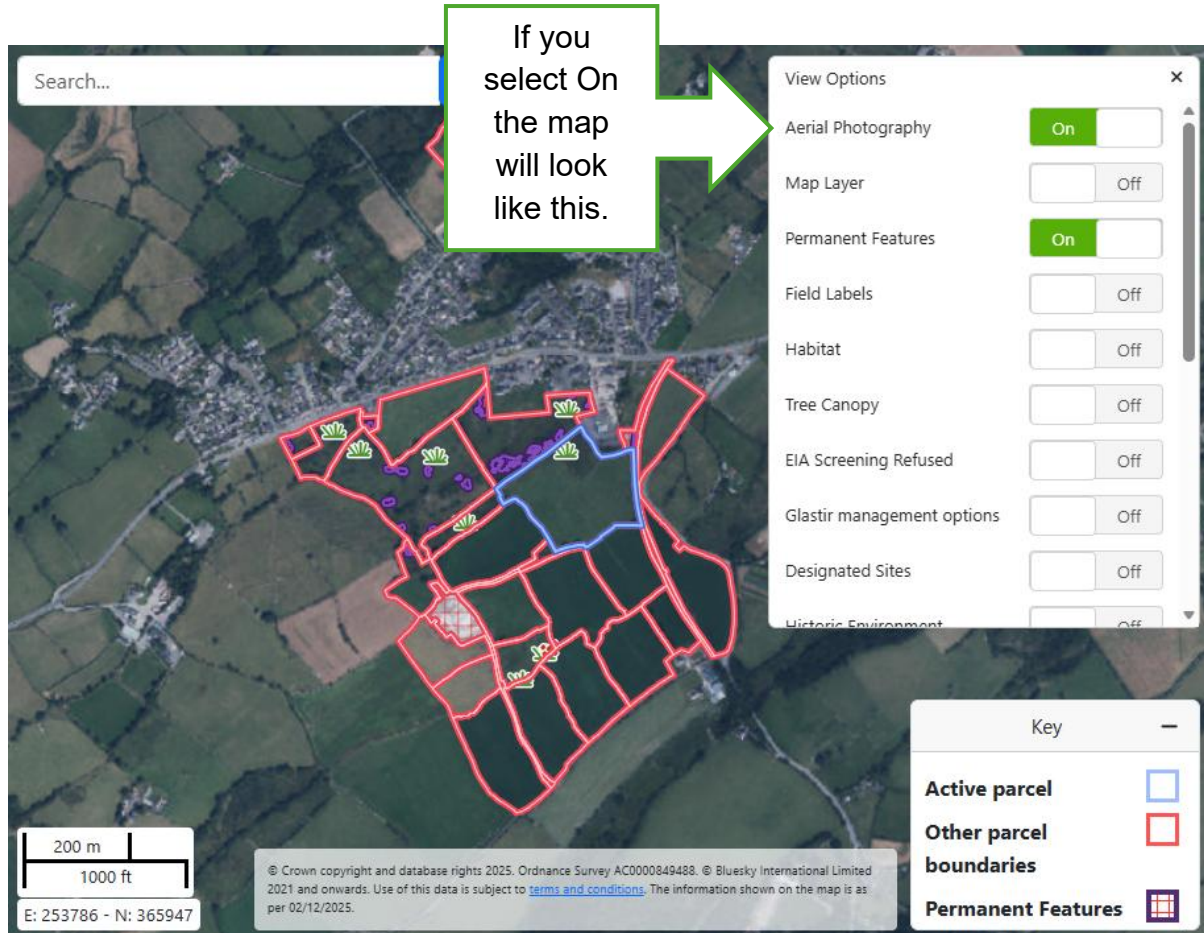 If you
select On
the map
will look
like this.
Search...
View Options ×
Aerial Photography On
Map Layer Off
Permanent Features On
Field Labels Off
Habitat Off
Tree Canopy Off
EIA Screening Refused Off
Glastir management options Off
Designated Sites Off
Historic Environment Off
Key
Active parcel
Other parcel
boundaries
Permanent Features
200 m
1000 ft
E: 253786 - N: 365947
© Crown copyright and database rights 2025. Ordnance Survey AC0000849488. © Bluesky International Limited
2021 and onwards. Use of this data is subject to terms and conditions. The information shown on the map is as
per 02/12/2025.